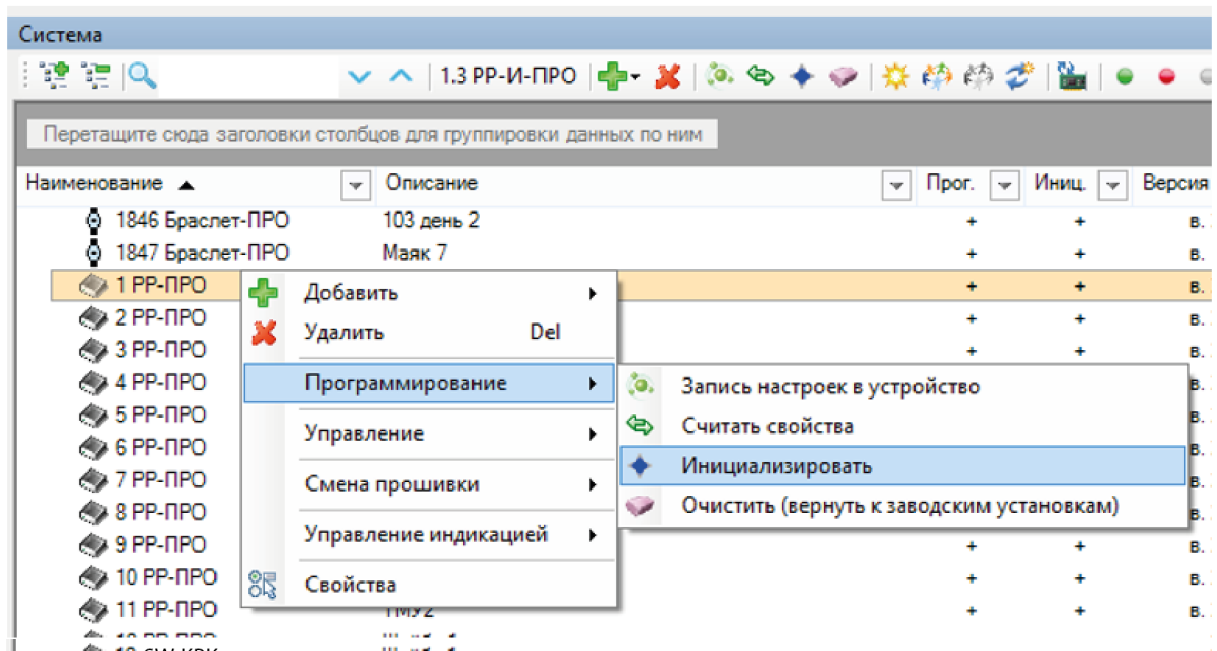 Система
1.3 РР-И-ПРО
Перетащите сюда заголовки столбцов для группировки данных по ним
Наименование Описание Прог. Иниц. Версия
1846 Браслет-ПРО 103 день 2 + + в.
1847 Браслет-ПРО Маяк 7 + + в.
1 РР-ПРО + + в.
Добавить
2 РР-ПРО + + в.
Удалить Del
3 РР-ПРО + + в.
4 РР-ПРО в.
Программирование
Запись настроек в устройство
5 РР-ПРО в.
Считать свойства
Управление
6 РР-ПРО в.
Инициализировать
7 РР-ПРО в.
Смена прошивки
8 РР-ПРО в.
Очистить (вернуть к заводским установкам)
9 РР-ПРО + + в.
Управление индикацией
10 РР-ПРО + + в.
Свойства
11 РР-ПРО ТМУ2 + + в.